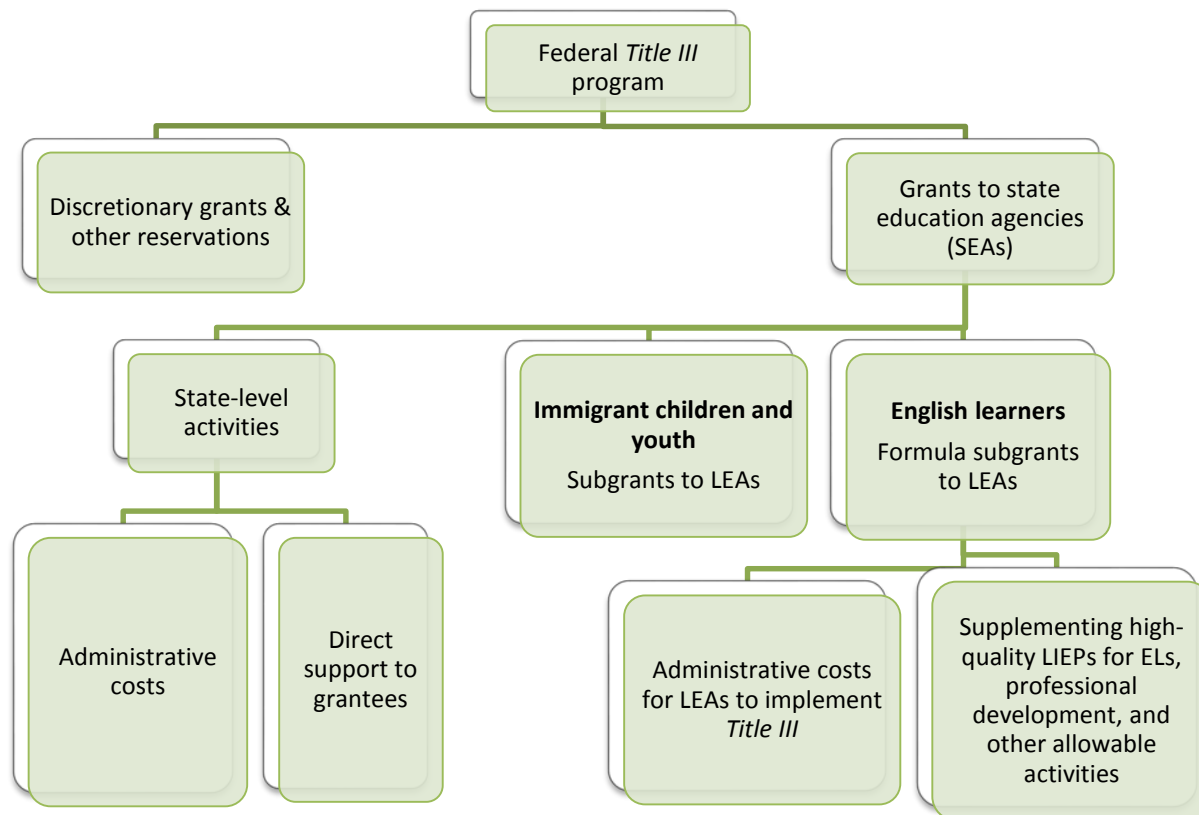 Federal Title III
program
Discretionary grants &
other reservations
Grants to state
education agencies
(SEAs)
State-level
activities
Immigrant children and
youth
Subgrants to LEAs
English learners
Formula subgrants
to LEAs
Administrative
costs
Direct
support to
grantees
Administrative costs
for LEAs to implement
Title III
Supplementing high-
quality LIEPs for ELs,
professional
development, and
other allowable
activities